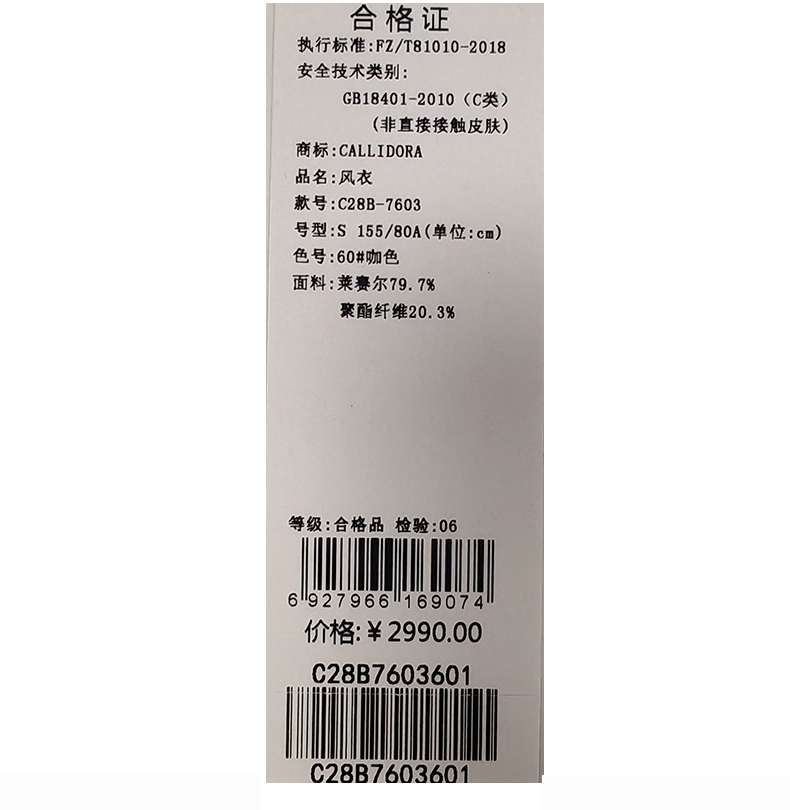 合格证
执行标准:FZ/T81010-2018
安全技术类别:
GB18401-2010（C类）
(非直接接触皮肤)
商标:CALLIDORA
品名:风衣
款号:C28B-7603
号型:S 155/80A(单位:cm)
色号:60#咖色
面料:莱赛尔79.7%
聚酯纤维20.3%
等级:合格品 检验:06
6 927966 169074
价格:￥2990.00
C28B7603601
C28B7603601